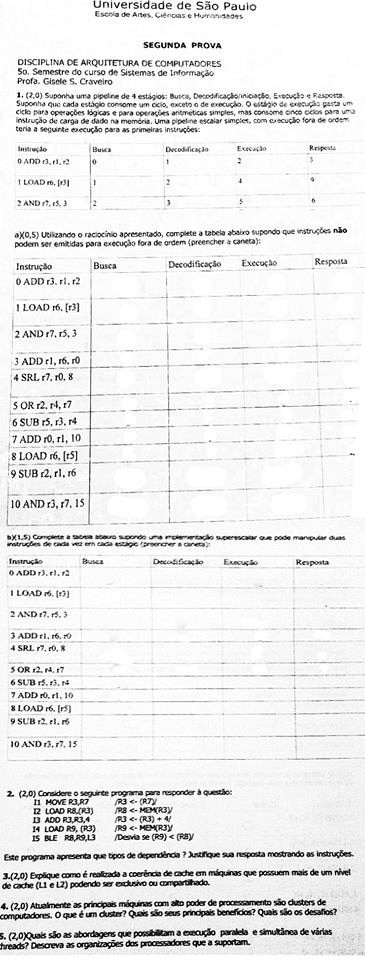 Universidade de São Paulo
Escola de Artes, Ciências e Humanidades
SEGUNDA PROVA
DISCIPLINA DE ARQUITETURA DE COMPUTADORES
5o. Semestre do curso de Sistemas de Informação
Profa. Gisele S. Craveiro
1. (2,0) Suponha uma pipeline de 4 estágios: Busca, Decodificação/iniciação, Execução e Resposta.
Suponha que cada estágio consome um ciclo, exceto o de execução. O estágio de execução gasta um
ciclo para operações lógicas e para operações aritméticas simples, mas consome cinco ciclos para uma
instrução de carga de dado na memória. Uma pipeline escalar simples, com execução fora de ordem
teria a seguinte execução para as primeiras instruções:
Instrução Busca Decodificação Execução Resposta
0 ADD r3, r1, r2 0 1 2 3
1 LOAD r6, [r3] 1 2 4 9
2 AND r7, r5, 3 2 3 5 6
a)(0,5) Utilizando o raciocínio apresentado, complete a tabela abaixo supondo que instruções não
podem ser emitidas para execução fora de ordem (preencher a caneta):
Instrução Busca Decodificação Execução Resposta
0 ADD r3, r1, r2
1 LOAD r6, [r3]
2 AND r7, r5, 3
3 ADD r1, r6, r0
4 SRL r7, r0, 8
5 OR r2, r4, r7
6 SUB r5, r3, r4
7 ADD r0, r1, 10
8 LOAD r6, [r5]
9 SUB r2, r1, r6
10 AND r3, r7, 15
b)(1,5) Complete a tabela abaixo supondo uma implementação superescalar que pode manipular duas
instruções de cada vez em cada estágio (preencher a caneta):
Instrução Busca Decodificação Execução Resposta
0 ADD r3, r1, r2
1 LOAD r6, [r3]
2 AND r7, r5, 3
3 ADD r1, r6, r0
4 SRL r7, r0, 8
5 OR r2, r4, r7
6 SUB r5, r3, r4
7 ADD r0, r1, 10
8 LOAD r6, [r5]
9 SUB r2, r1, r6
10 AND r3, r7, 15
2. (2,0) Considere o seguinte programa para responder à questão:
I1 MOVE R3,R7 /R3 <- (R7)/
I2 LOAD R8,(R3) /R8 <- MEM(R3)/
I3 ADD R3,R3,4 /R3 <- (R3) + 4/
I4 LOAD R9, (R3) /R9 <- MEM(R3)/
I5 BLE R8,R9,L3 /Desvia se (R9) < (R8)/
Este programa apresenta que tipos de dependência ? Justifique sua resposta mostrando as instruções.
3.(2,0) Explique como é realizada a coerência de cache em máquinas que possuem mais de um nível
de cache (L1 e L2) podendo ser exclusivo ou compartilhado.
4. (2,0) Atualmente as principais máquinas com alto poder de processamento são clusters de
computadores. O que é um cluster? Quais são seus principais benefícios? Quais são os desafios?
5. (2,0)Quais são as abordagens que possibilitam a execução paralela e simultânea de várias
threads? Descreva as organizações dos processadores que a suportam.